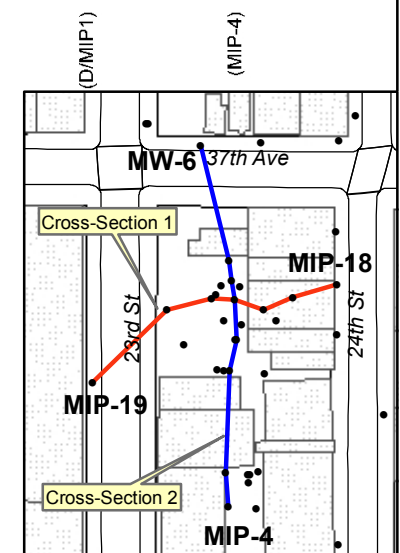 (D/MIP1)
(MIP-4)
MW-6
37th Ave
Cross-Section 1
MIP-18
23rd St
24th St
MIP-19
Cross-Section 2
MIP-4